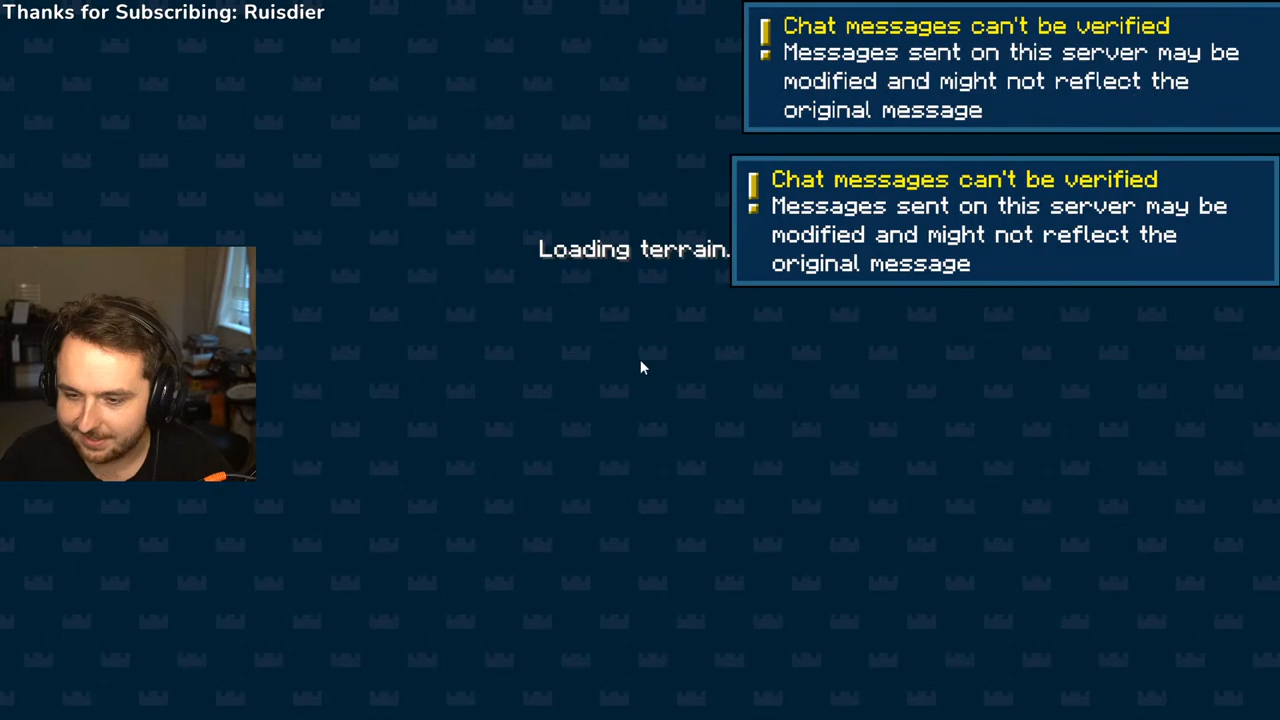 Thanks for Subscribing: Ruisdier
Chat messages can't be verified
Messages sent on this server may be
modified and might not reflect the
original message
Chat messages can't be verified
Messages sent on this server may be
modified and might not reflect the
original message
Loading terrain.